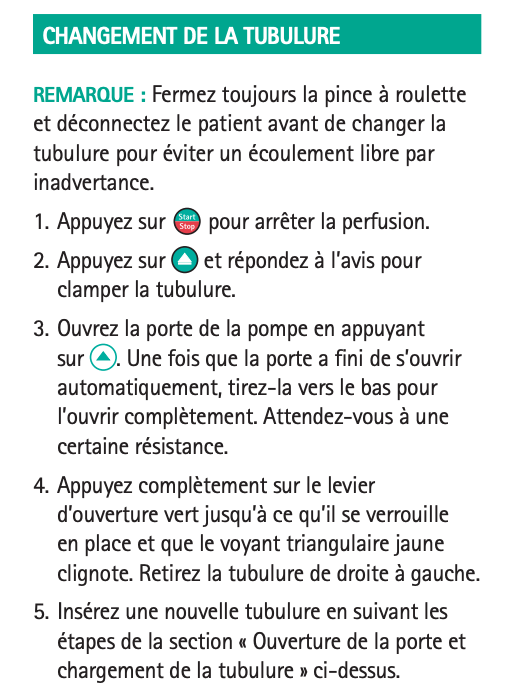 CHANGEMENT DE LA TUBULURE
REMARQUE : Fermez toujours la pince à roulette
et déconnectez le patient avant de changer la
tubulure pour éviter un écoulement libre par
inadvertance.
1. Appuyez sur Start Stop pour arrêter la perfusion.
2. Appuyez sur et répondez à l’avis pour
clamper la tubulure.
3. Ouvrez la porte de la pompe en appuyant
sur . Une fois que la porte a fini de s’ouvrir
automatiquement, tirez-la vers le bas pour
l’ouvrir complètement. Attendez-vous à une
certaine résistance.
4. Appuyez complètement sur le levier
d’ouverture vert jusqu’à ce qu’il se verrouille
en place et que le voyant triangulaire jaune
clignote. Retirez la tubulure de droite à gauche.
5. Insérez une nouvelle tubulure en suivant les
étapes de la section « Ouverture de la porte et
chargement de la tubulure » ci-dessus.